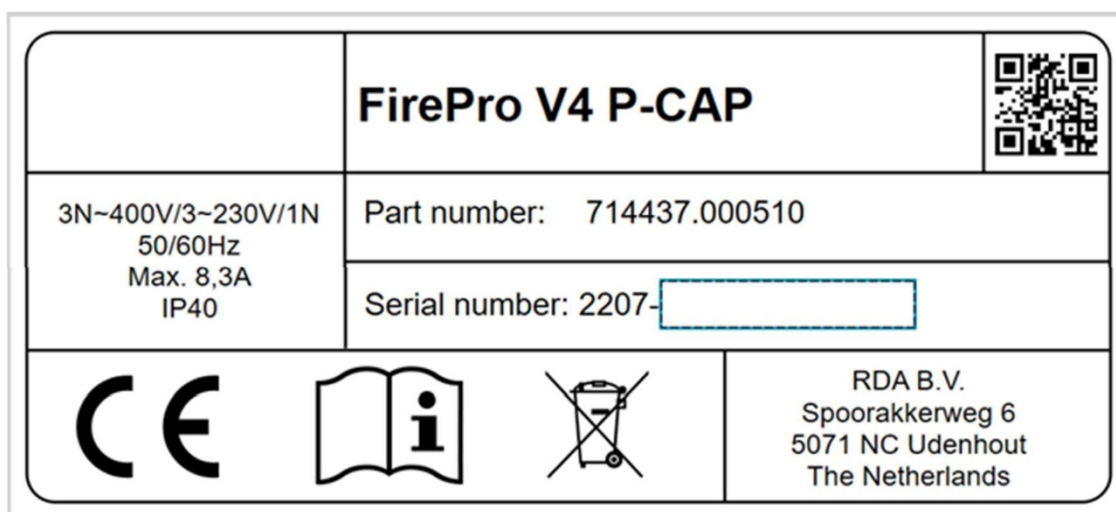 FirePro V4 P-CAP
3N~400V/3~230V/1N
50/60Hz
Max. 8,3A
IP40
Part number: 714437.000510
Serial number: 2207-
CE
i
RDA B.V.
Spoorakkerweg 6
5071 NC Udenhout
The Netherlands